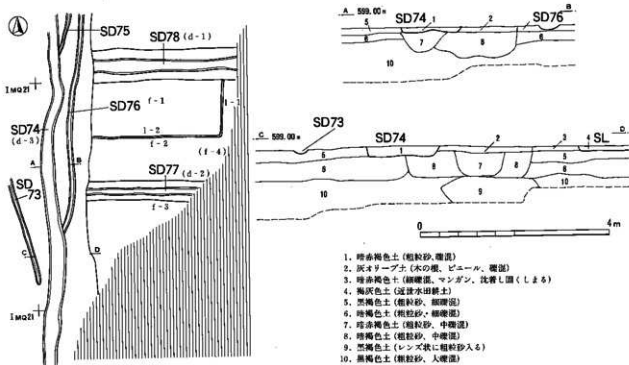 SD75
SD78 (d-1)
IMQ21
f-1
l-1
SD76
SD74
(d-3)
l-2
f-2
(f-4)
A
B
SD77 (d-2)
SD
73
f-3
C
D
IMQ21
A 599.00m
B
SD74
1
2
SD76
5
6
7
8
6
10
C 599.00m
D
SD73
SD74
2
3
4 SL
1
5
5
6
8
7
8
6
9
10
10
0
4m
1. 暗赤褐色土(粗粒砂、礫混)
2. 灰オリーブ土(木の根、ビニール、礫混)
3. 暗赤褐色土(細礫混、マンガン、沈着し固くしまる)
4. 褐灰色土(近世水田耕土)
5. 黒褐色土(粗粒砂、細礫混)
6. 暗褐色土(粗粒砂・細礫混)
7. 暗赤褐色土(粗粒砂、中礫混)
8. 暗褐色土(粗粒砂、中礫混)
9. 黒褐色土(レンズ状に粗粒砂入る)
10. 黒褐色土(粗粒砂、大礫混)